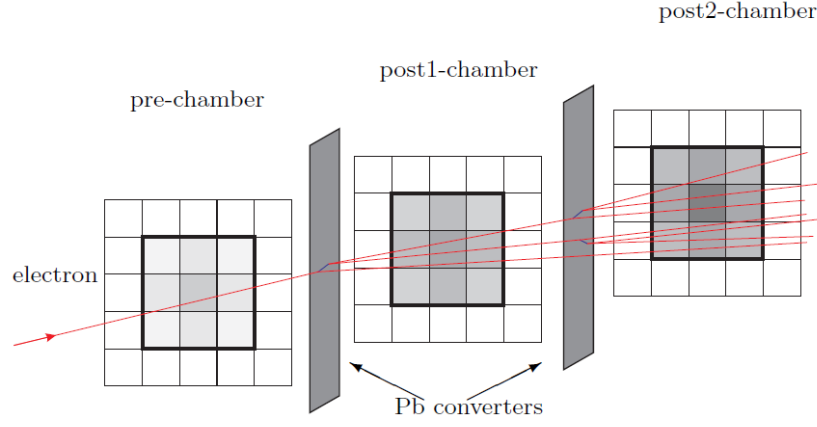 post2-chamber
post1-chamber
pre-chamber
electron
Pb converters